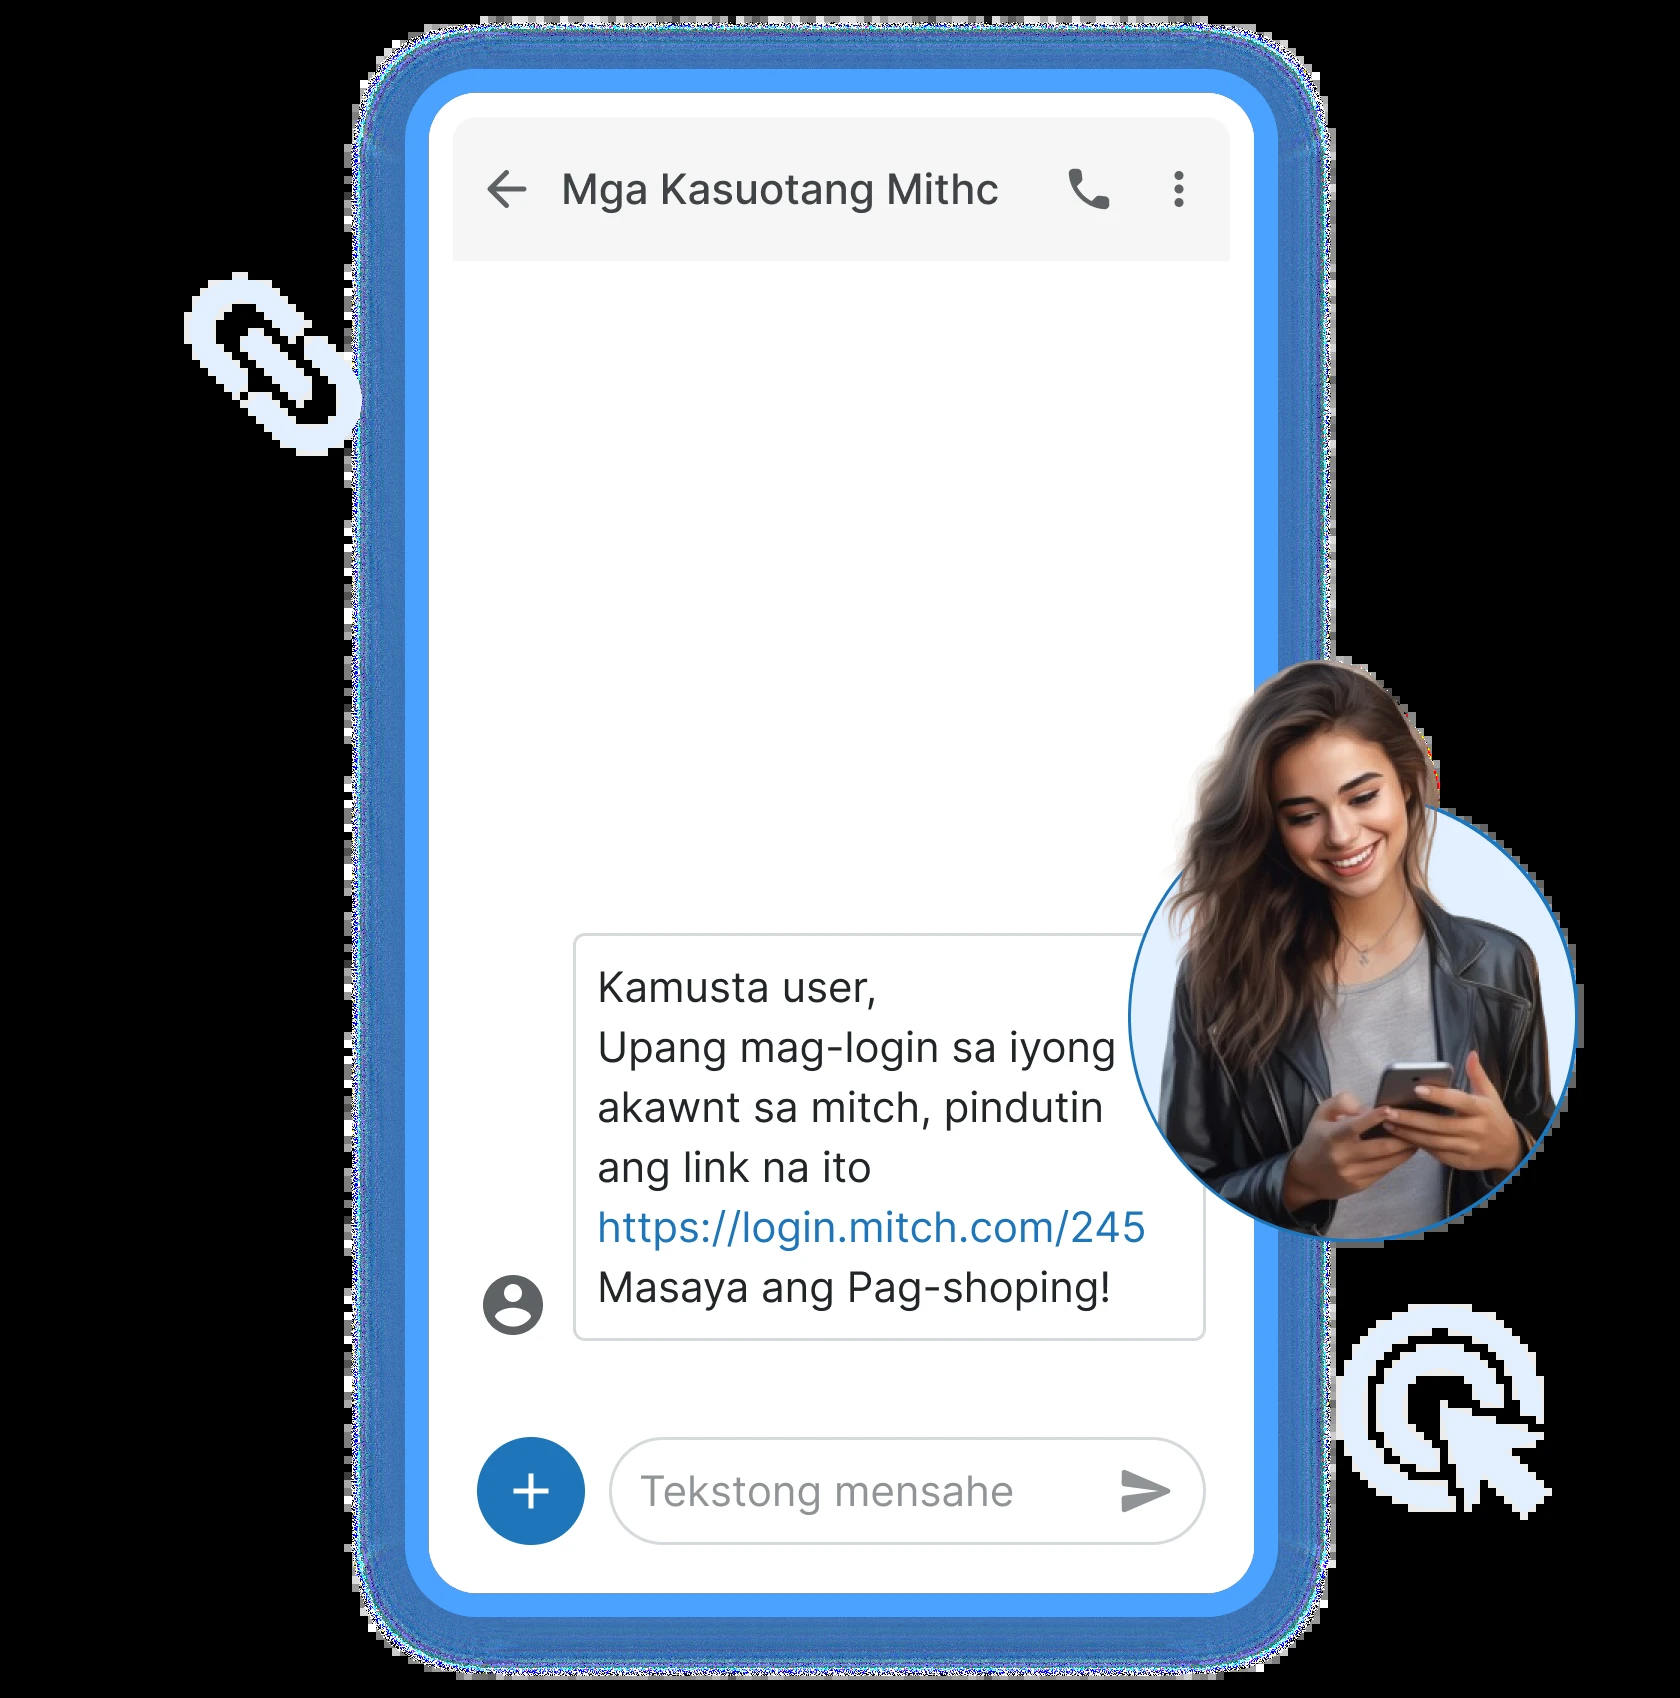 Mga Kasuotang Mithc
Kamusta user,
Upang mag-login sa iyong
akawnt sa mitch, pindutin
ang link na ito
https://login.mitch.com/245
Masaya ang Pag-shoping!
Tekstong mensahe